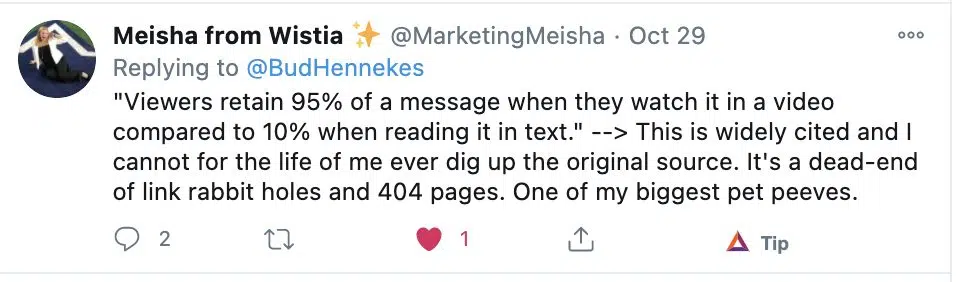 Meisha from Wistia ✨ @MarketingMeisha · Oct 29
Replying to @BudHennekes
"Viewers retain 95% of a message when they watch it in a video
compared to 10% when reading it in text." --> This is widely cited and I
cannot for the life of me ever dig up the original source. It's a dead-end
of link rabbit holes and 404 pages. One of my biggest pet peeves.
2 1 Tip